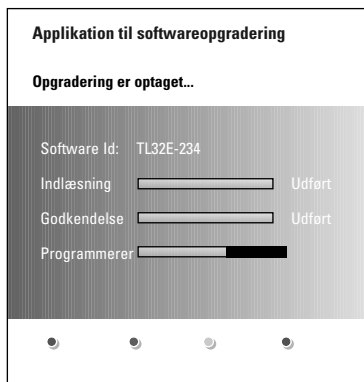 Applikation til softwareopgradering
Opgradering er optaget...
Software Id: TL32E-234
Indlæsning Udført
Godkendelse Udført
Programmerer